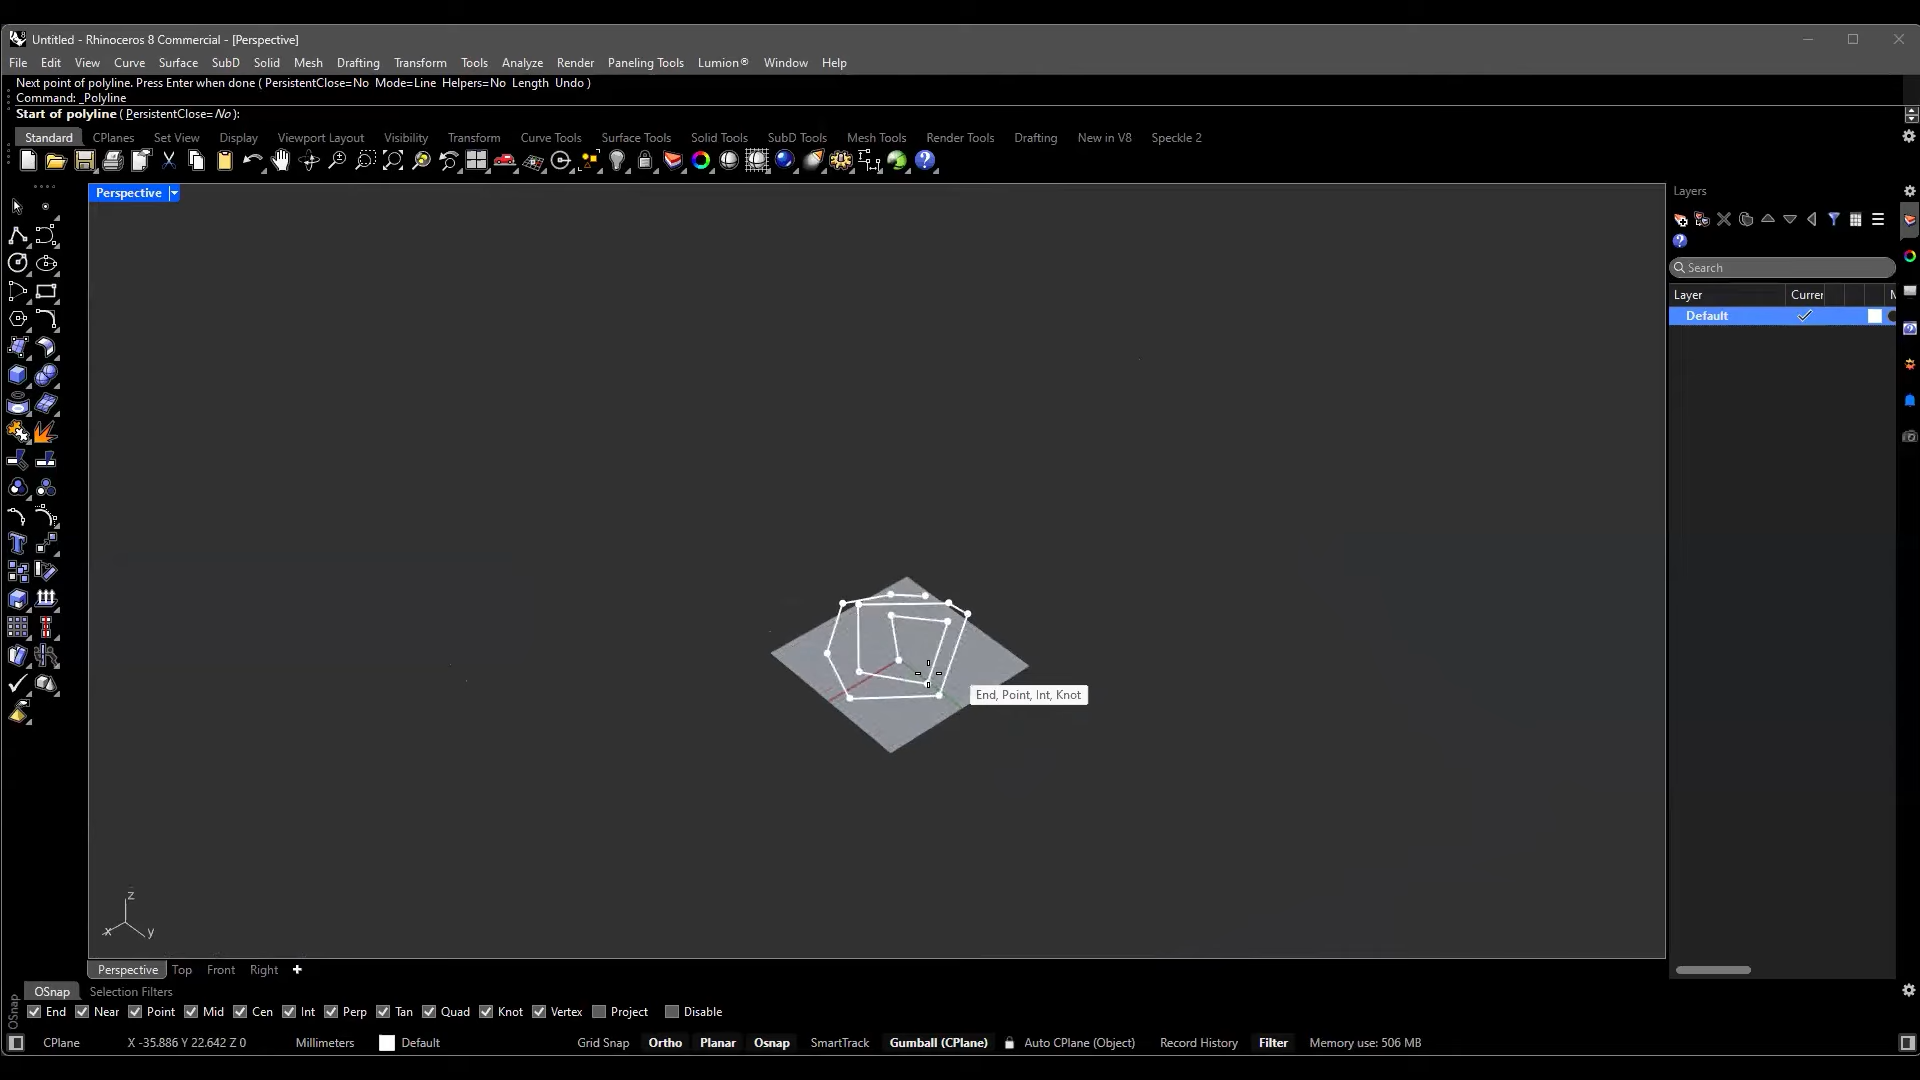 Untitled - Rhinoceros 8 Commercial - [Perspective]
File Edit View Curve Surface SubD Solid Mesh Drafting Transform Tools Analyze Render Paneling Tools Lumion® Window Help
Next point of polyline. Press Enter when done ( PersistentClose=No Mode=Line Helpers=No Length Undo )
Command: _Polyline
Start of polyline ( PersistentClose=No ):
Standard CPlanes Set View Display Viewport Layout Visibility Transform Curve Tools Surface Tools Solid Tools SubD Tools Mesh Tools Render Tools Drafting New in V8 Speckle 2
Perspective
Layers
Search
Layer Currer
Default
End, Point, Int, Knot
z
x y
Perspective Top Front Right
OSnap Selection Filters
OSnap
End Near Point Mid Cen Int Perp Tan Quad Knot Vertex Project Disable
CPlane X -35.886 Y 22.642 Z 0 Millimeters Default Grid Snap Ortho Planar Osnap SmartTrack Gumball (CPlane) Auto CPlane (Object) Record History Filter Memory use: 506 MB